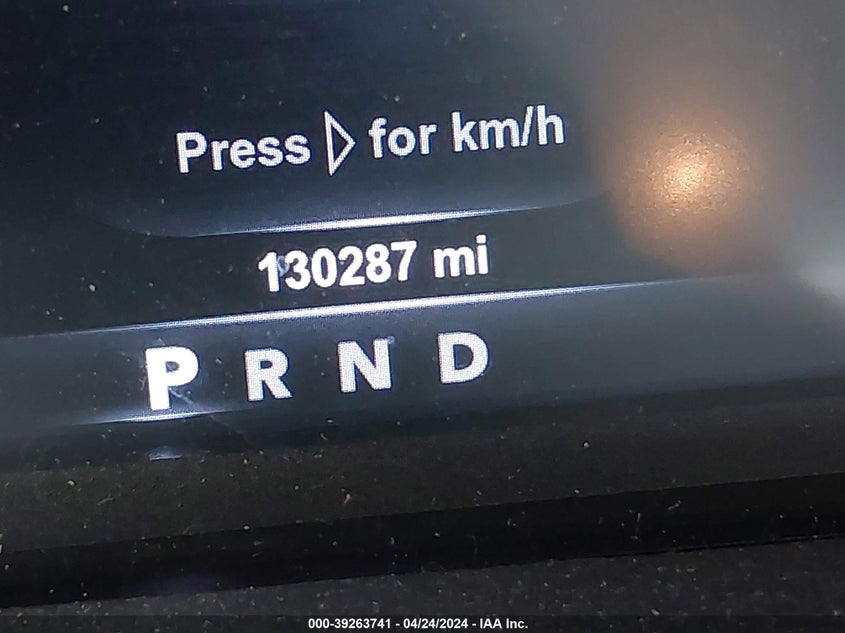 Press ▷ for km/h
130287 mi
P R N D
000-39263741 - 04/24/2024 - IAA Inc.